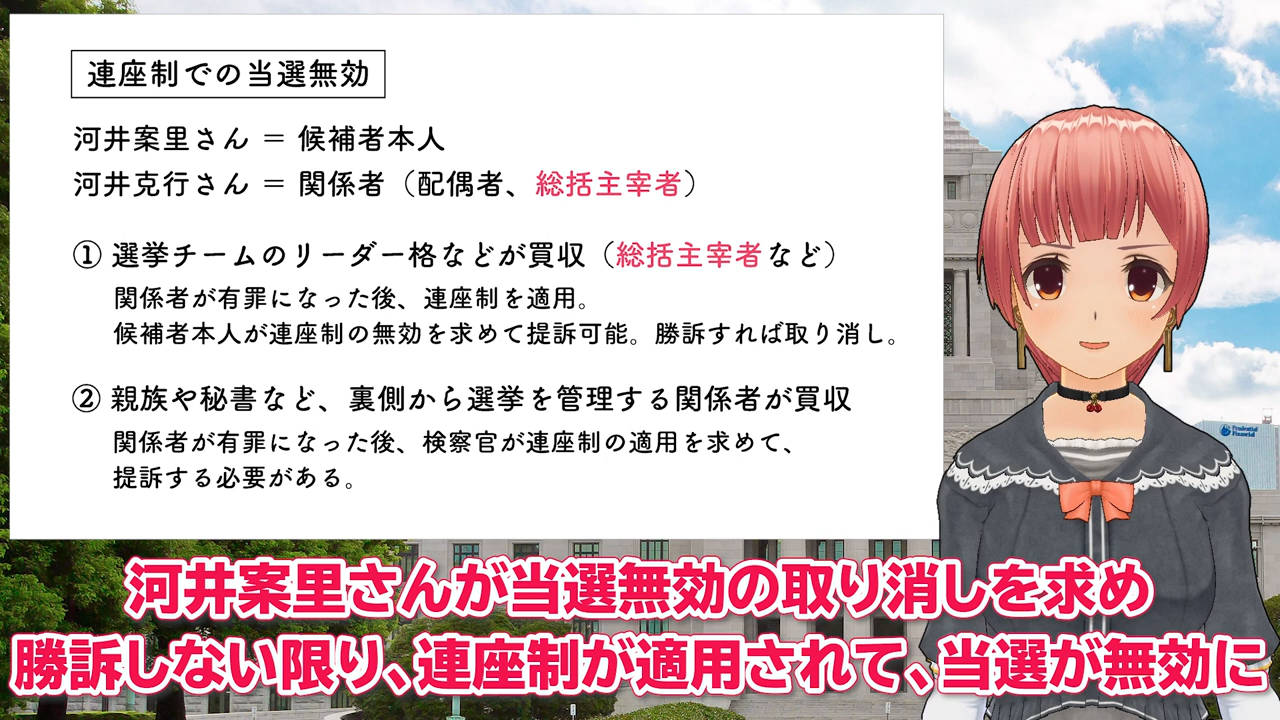 連座制での当選無効
河井案里さん ＝ 候補者本人
河井克行さん ＝ 関係者（配偶者、総括主宰者）
① 選挙チームのリーダー格などが買収（総括主宰者など）
関係者が有罪になった後、連座制を適用。
候補者本人が連座制の無効を求めて提訴可能。勝訴すれば取り消し。
② 親族や秘書など、裏側から選挙を管理する関係者が買収
関係者が有罪になった後、検察官が連座制の適用を求めて、
提訴する必要がある。
Prudential
Financial
河井案里さんが当選無効の取り消しを求め
勝訴しない限り、連座制が適用されて、当選が無効に